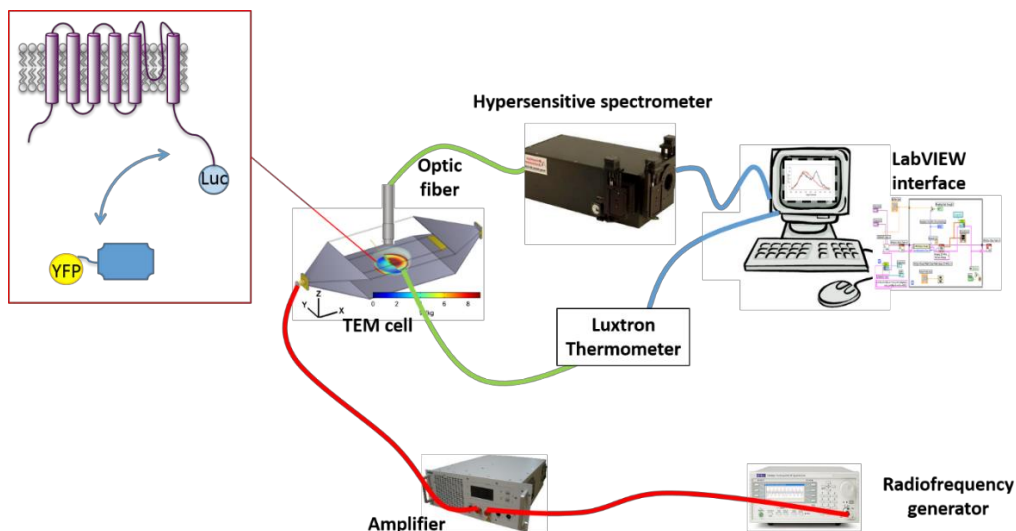 Luc
YFP
Hypersensitive spectrometer
Optic
fiber
LabVIEW
interface
0
2
4
6
8
Z
Y
X
TEM cell
Luxtron
Thermometer
Amplifier
Radiofrequency
generator